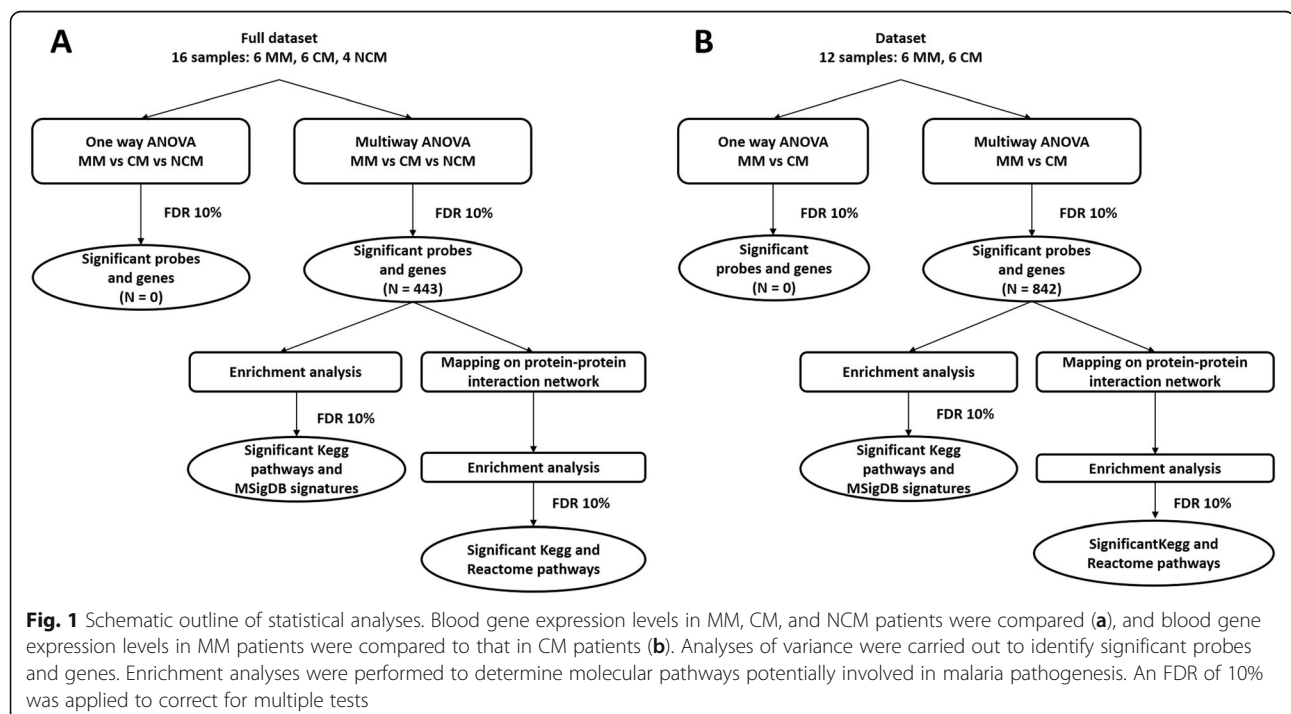 A
Full dataset
16 samples: 6 MM, 6 CM, 4 NCM
One way ANOVA
MM vs CM vs NCM
Multiway ANOVA
MM vs CM vs NCM
FDR 10%
FDR 10%
Significant probes
and genes
(N = 0)
Significant probes
and genes
(N = 443)
Enrichment analysis
Mapping on protein-protein
interaction network
FDR 10%
Significant Kegg
pathways and
MSigDB signatures
Enrichment analysis
FDR 10%
Significant Kegg and
Reactome pathways
B
Dataset
12 samples: 6 MM, 6 CM
One way ANOVA
MM vs CM
Multiway ANOVA
MM vs CM
FDR 10%
FDR 10%
Significant
probes and genes
(N = 0)
Significant probes
and genes
(N = 842)
Enrichment analysis
Mapping on protein-protein
interaction network
FDR 10%
Significant Kegg
pathways and
MSigDB signatures
Enrichment analysis
FDR 10%
SignificantKegg and
Reactome pathways
Fig. 1 Schematic outline of statistical analyses. Blood gene expression levels in MM, CM, and NCM patients were compared (a), and blood gene
expression levels in MM patients were compared to that in CM patients (b). Analyses of variance were carried out to identify significant probes
and genes. Enrichment analyses were performed to determine molecular pathways potentially involved in malaria pathogenesis. An FDR of 10%
was applied to correct for multiple tests